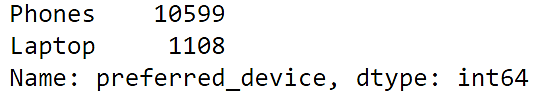 Phones    10599
Laptop     1108
Name: preferred_device, dtype: int64